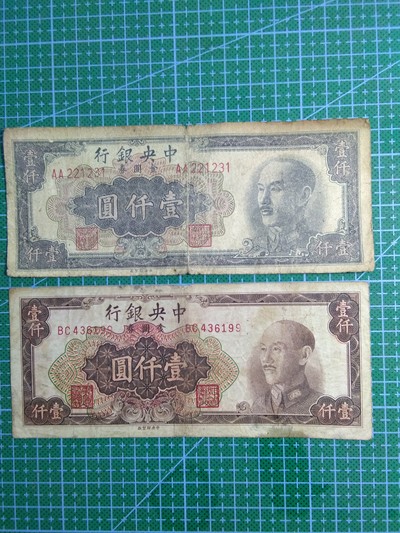 壹仟 中央銀行 壹仟
AA221231 金圓券 AA221231
壹仟圓
壹仟 壹仟
壹仟 中央銀行 壹仟
BC436199 金圓券 BC436199
壹仟圓
壹仟 壹仟